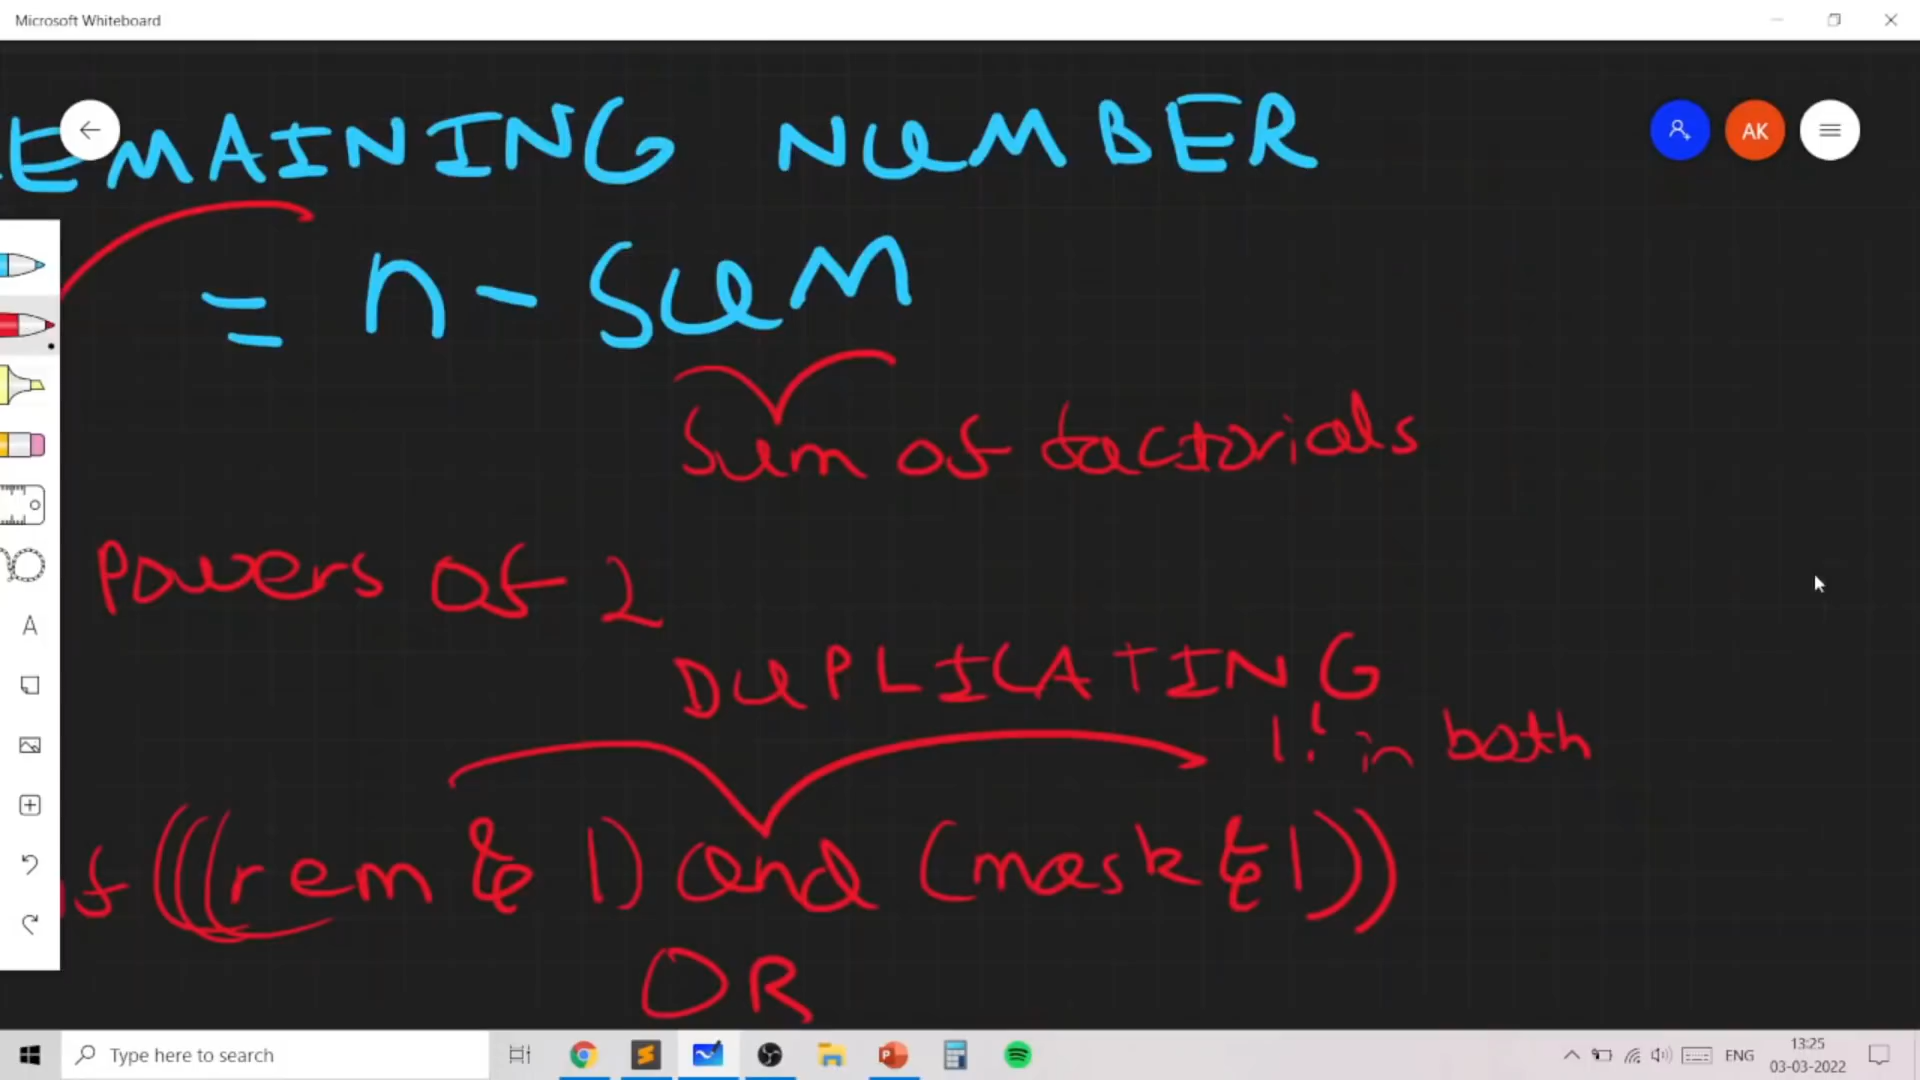 Microsoft Whiteboard
EMAINING NUMBER
AK
= n - SUM
Sum of factorials
Powers of 2
DUPLICATING
1! in both
if (((rem & 1) and (mask & 1))
OR
Type here to search
ENG
13:25
03-03-2022